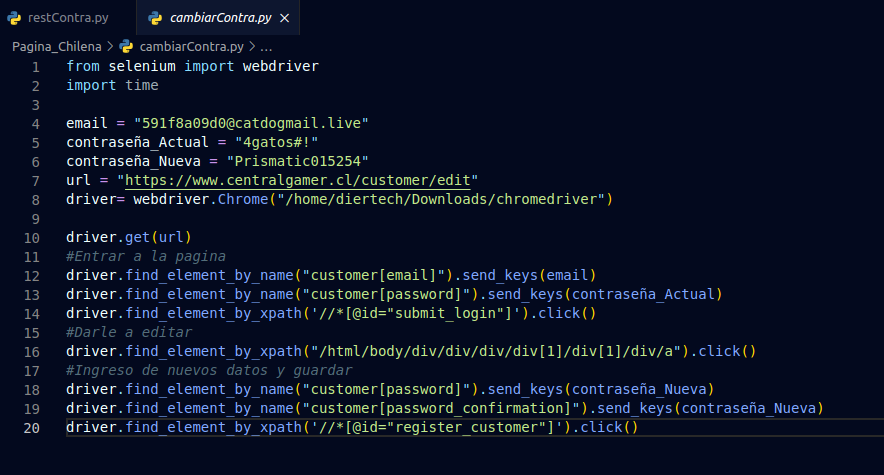 restContra.py
cambiarContra.py ×
Pagina_Chilena > cambiarContra.py > ...
1 from selenium import webdriver
2 import time
3
4 email = "591f8a09d0@catdogmail.live"
5 contraseña_Actual = "4gatos#!"
6 contraseña_Nueva = "Prismatic015254"
7 url = "https://www.centralgamer.cl/customer/edit"
8 driver= webdriver.Chrome("/home/diertech/Downloads/chromedriver")
9
10 driver.get(url)
11 #Entrar a la pagina
12 driver.find_element_by_name("customer[email]").send_keys(email)
13 driver.find_element_by_name("customer[password]").send_keys(contraseña_Actual)
14 driver.find_element_by_xpath('//*[@id="submit_login"]').click()
15 #Darle a editar
16 driver.find_element_by_xpath("/html/body/div/div/div/div[1]/div[1]/div/a").click()
17 #Ingreso de nuevos datos y guardar
18 driver.find_element_by_name("customer[password]").send_keys(contraseña_Nueva)
19 driver.find_element_by_name("customer[password_confirmation]").send_keys(contraseña_Nueva)
20 driver.find_element_by_xpath('//*[@id="register_customer"]').click()